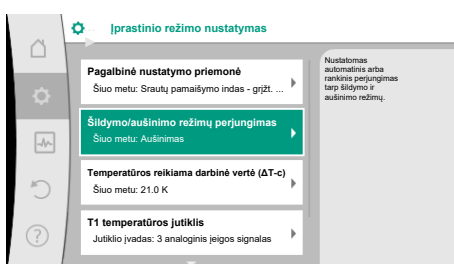 Įprastinio režimo nustatymas
Pagalbinė nustatymo priemonė
Šiuo metu: Srautų pamaišymo indas - grįžt. ...
Šildymo/aušinimo režimų perjungimas
Šiuo metu: Aušinimas
Temperatūros reikiama darbinė vertė (ΔT-c)
Šiuo metu: 21.0 K
T1 temperatūros jutiklis
Jutiklio įvadas: 3 analoginis įeigos signalas
Nustatomas
automatinis arba
rankinis perjungimas
tarp šildymo ir
aušinimo režimų.